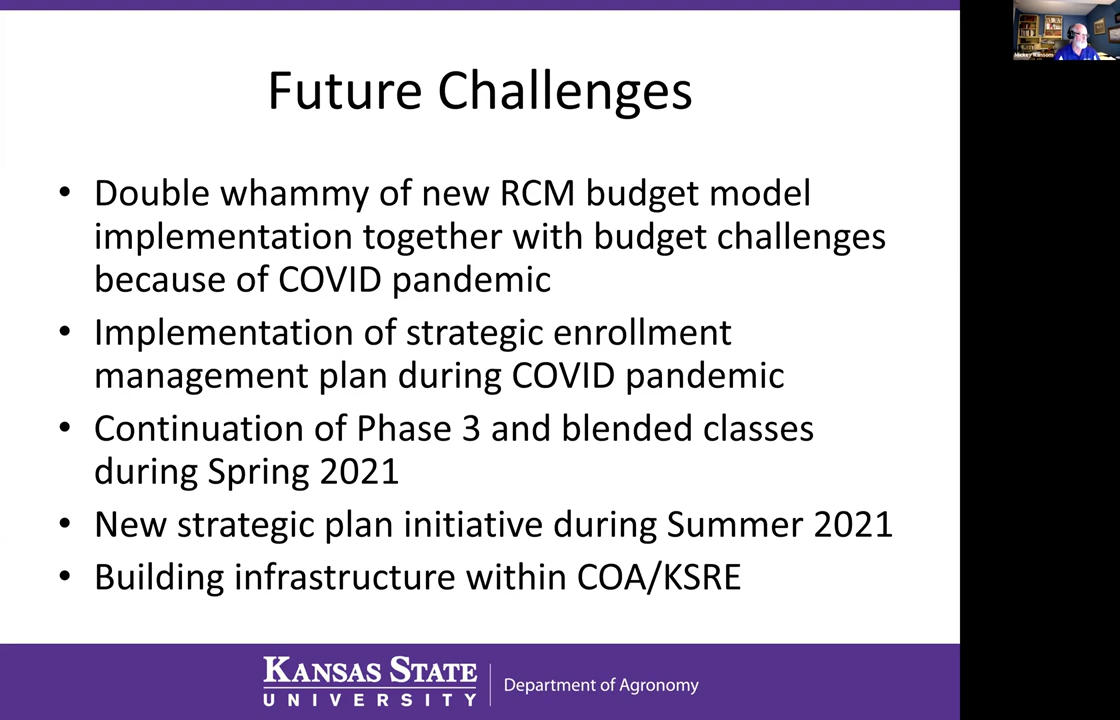 Future Challenges
• Double whammy of new RCM budget model
implementation together with budget challenges
because of COVID pandemic
• Implementation of strategic enrollment
management plan during COVID pandemic
• Continuation of Phase 3 and blended classes
during Spring 2021
• New strategic plan initiative during Summer 2021
• Building infrastructure within COA/KSRE
KANSAS STATE
UNIVERSITY
Department of Agronomy
Mickey Ransom